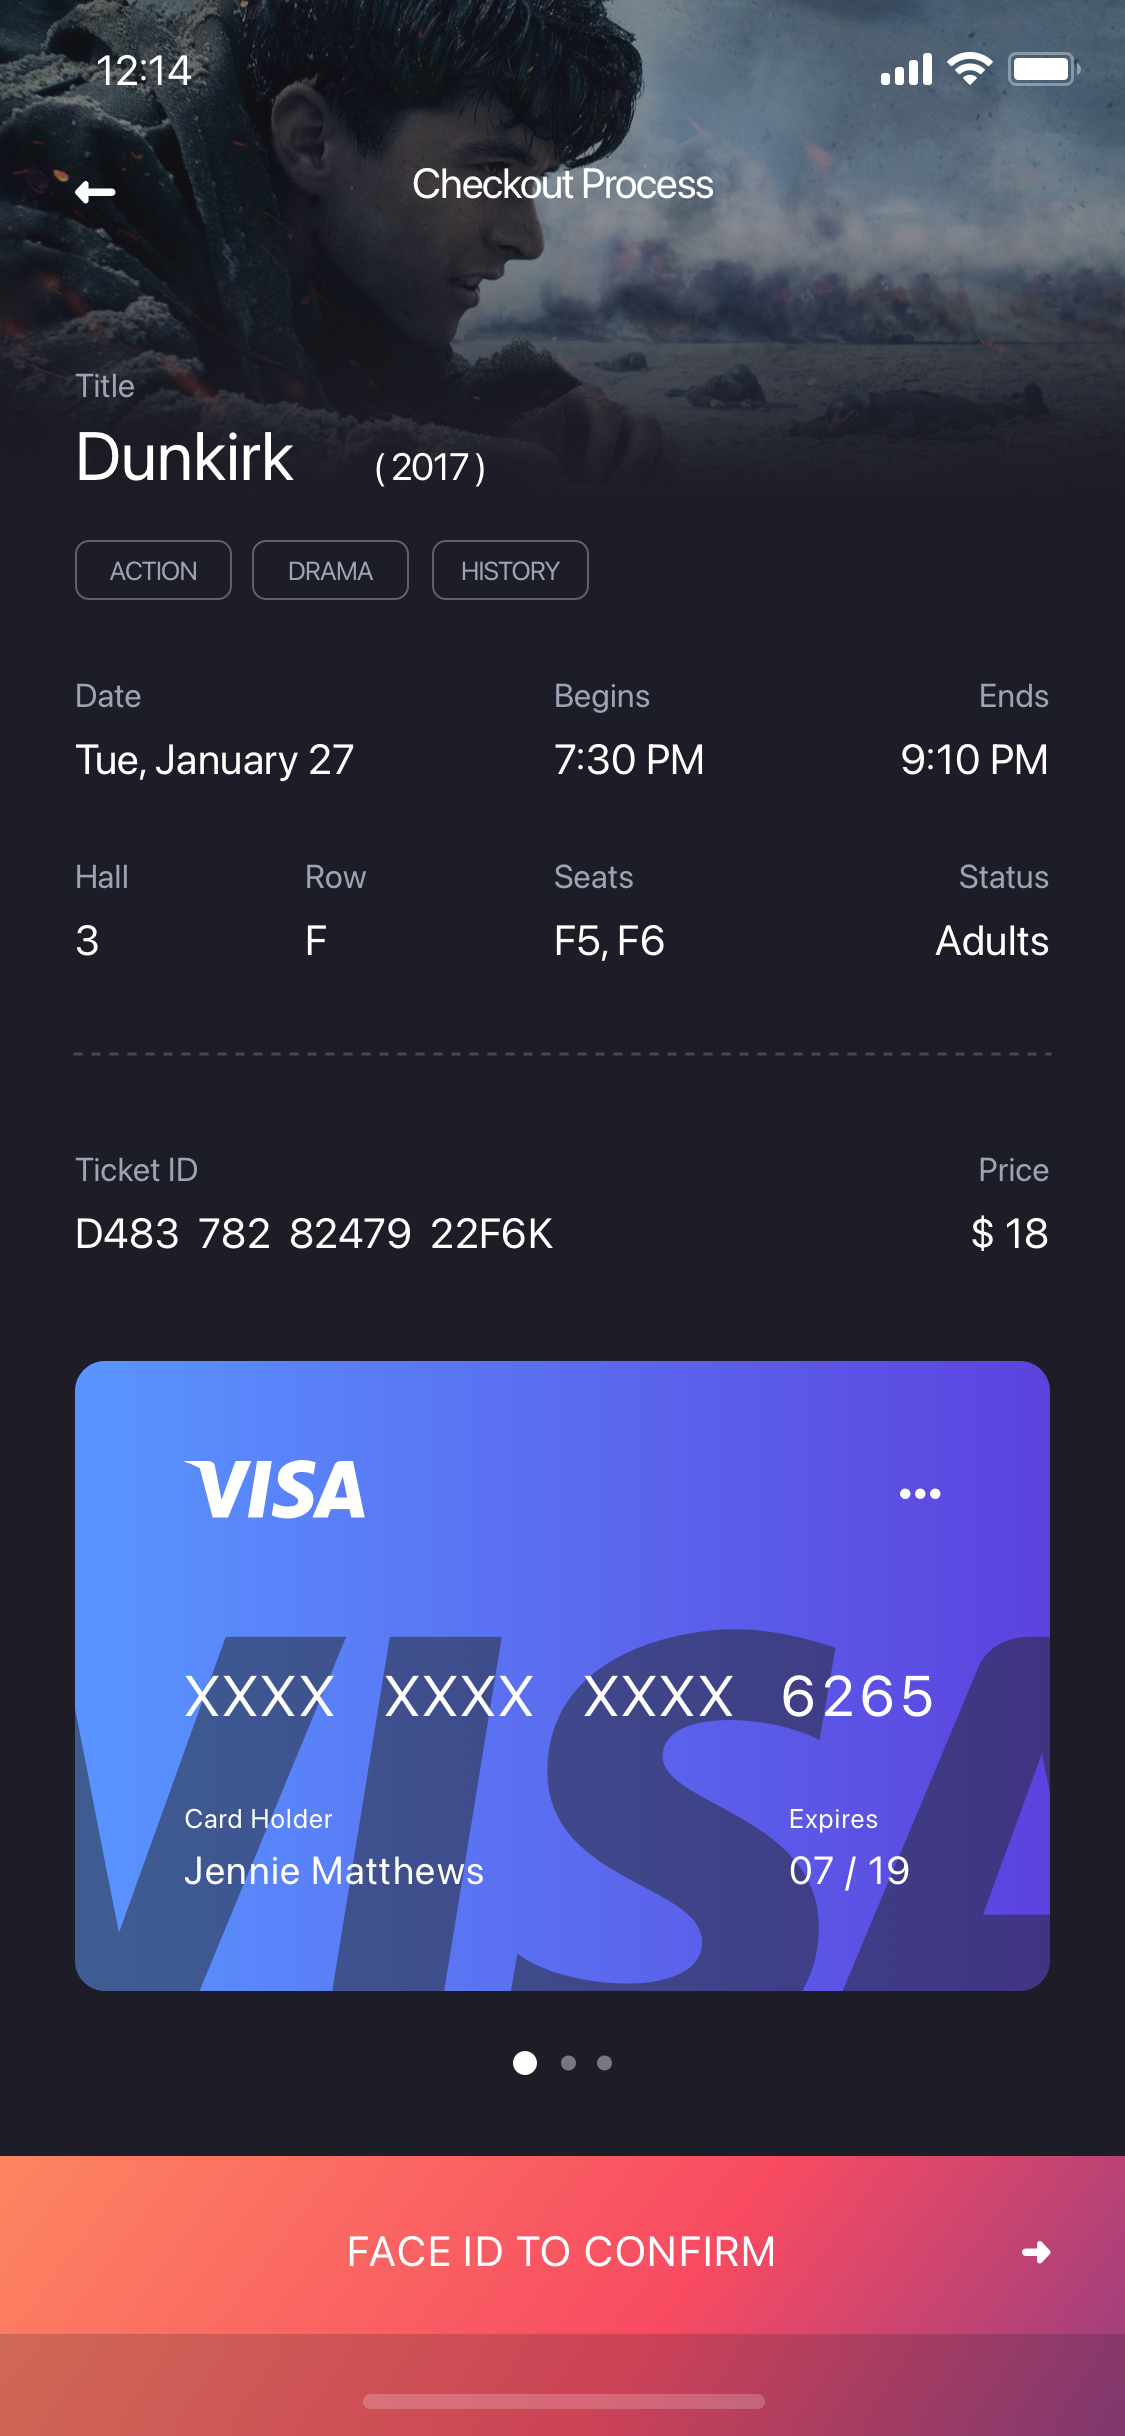 12:14
Checkout Process
Title
Dunkirk ( 2017 )
ACTION DRAMA HISTORY
Date Begins Ends
Tue, January 27 7:30 PM 9:10 PM
Hall Row Seats Status
3 F F5, F6 Adults
Ticket ID Price
D483 782 82479 22F6K $ 18
VISA
XXXX XXXX XXXX 6265
Card Holder Expires
Jennie Matthews 07 / 19
VISA
FACE ID TO CONFIRM